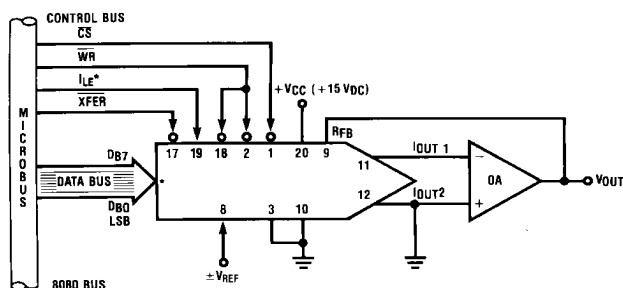 CONTROL BUS
CS
WR
ILE*
XFER
MICROBUS
DB7
DATA BUS
DB0
LSB
*
+VCC (+15 VDC)
RFB
17 19 18 2 1 20 9
11
12
8 3 10
IOUT 1
IOUT2
−
+
OA
VOUT
±VREF
8080 BUS